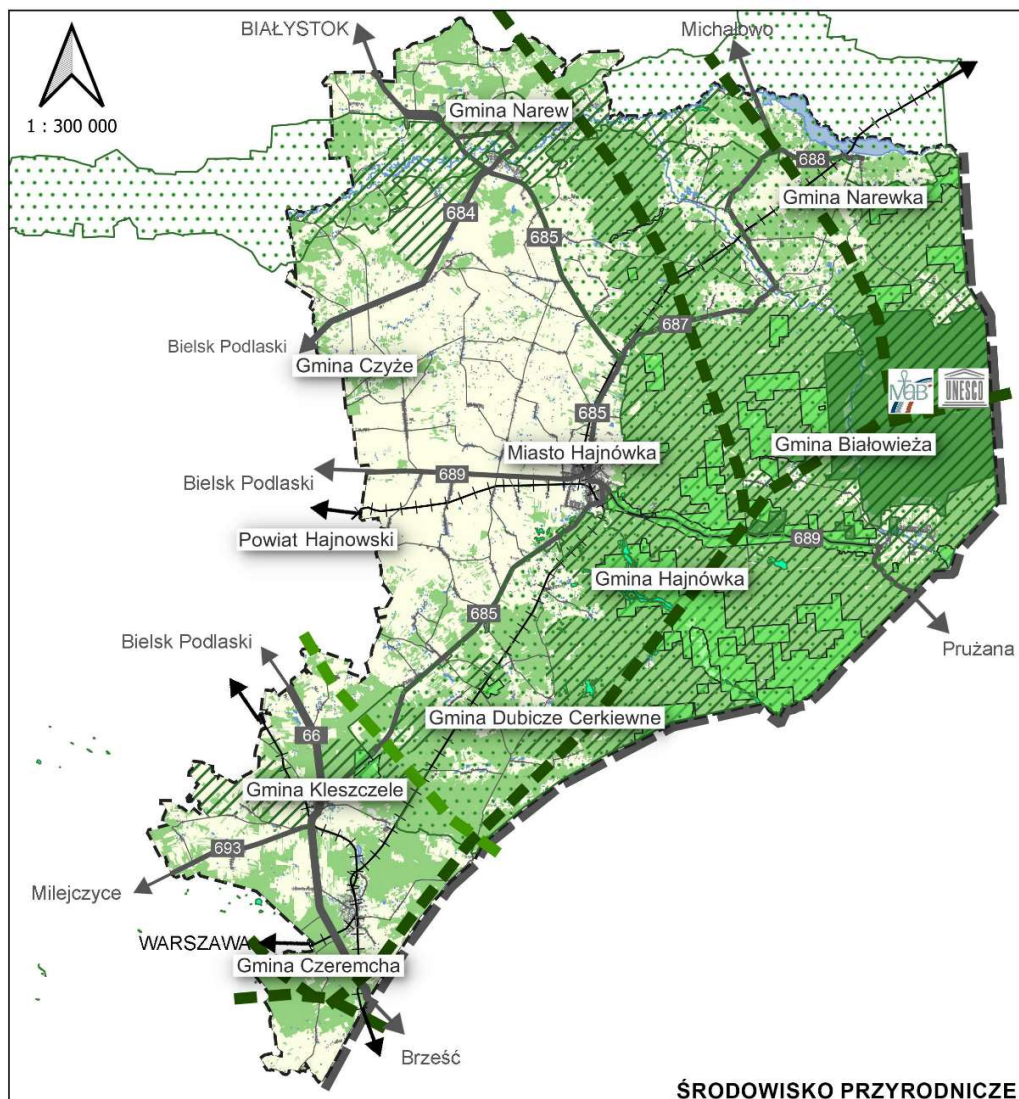 BIAŁYSTOK
Michałowo
1 : 300 000
Gmina Narew
688
Gmina Narewka
684
685
687
Bielsk Podlaski
Gmina Czyże
MaB
UNESCO
685
Miasto Hajnówka
Gmina Białowieża
Bielsk Podlaski
689
Powiat Hajnowski
689
Gmina Hajnówka
685
Bielsk Podlaski
Prużana
Gmina Dubicze Cerkiewne
66
Gmina Kleszczele
693
Milejczyce
WARSZAWA
Gmina Czeremcha
Brześć
ŚRODOWISKO PRZYRODNICZE